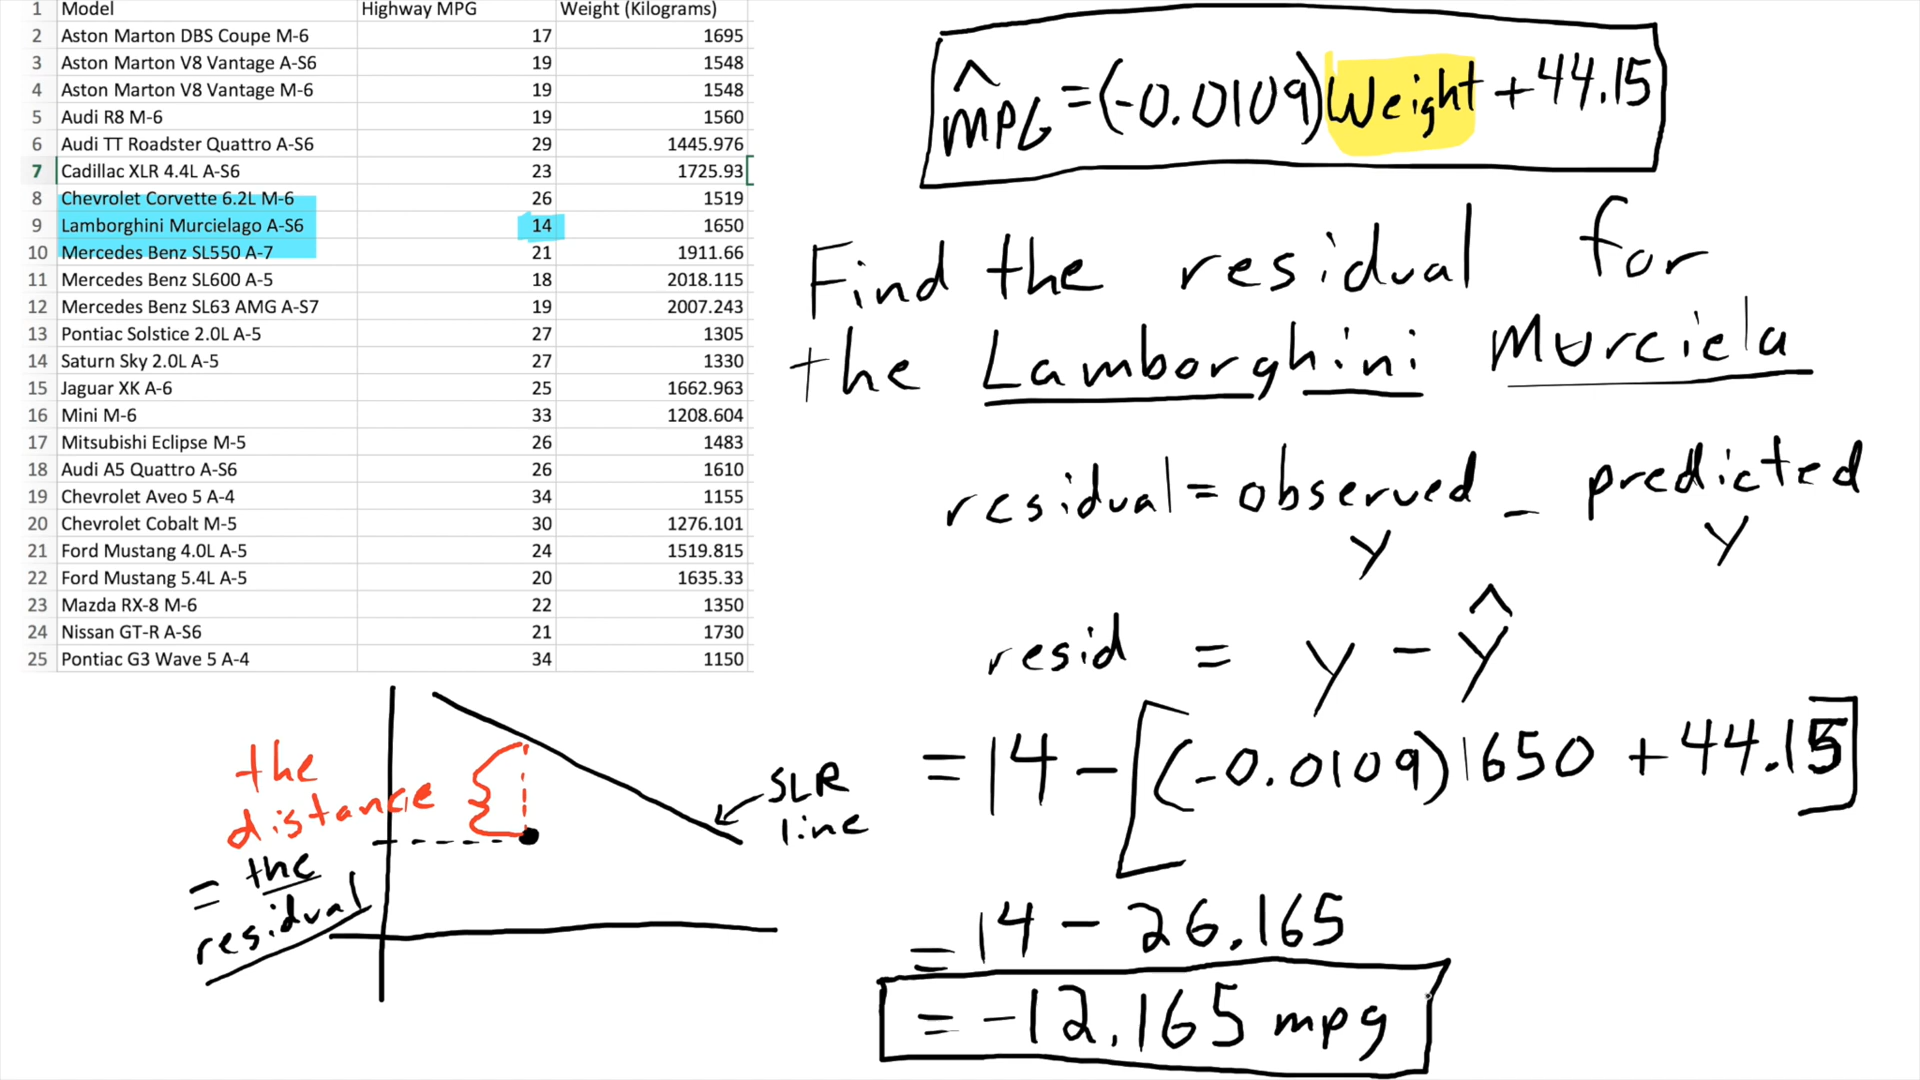 1 Model Highway MPG Weight (Kilograms)
2 Aston Marton DBS Coupe M-6 17 1695
3 Aston Marton V8 Vantage A-S6 19 1548
4 Aston Marton V8 Vantage M-6 19 1548
5 Audi R8 M-6 19 1560
6 Audi TT Roadster Quattro A-S6 29 1445.976
7 Cadillac XLR 4.4L A-S6 23 1725.93
8 Chevrolet Corvette 6.2L M-6 26 1519
9 Lamborghini Murcielago A-S6 14 1650
10 Mercedes Benz SL550 A-7 21 1911.66
11 Mercedes Benz SL600 A-5 18 2018.115
12 Mercedes Benz SL63 AMG A-S7 19 2007.243
13 Pontiac Solstice 2.0L A-5 27 1305
14 Saturn Sky 2.0L A-5 27 1330
15 Jaguar XK A-6 25 1662.963
16 Mini M-6 33 1208.604
17 Mitsubishi Eclipse M-5 26 1483
18 Audi A5 Quattro A-S6 26 1610
19 Chevrolet Aveo 5 A-4 34 1155
20 Chevrolet Cobalt M-5 30 1276.101
21 Ford Mustang 4.0L A-5 24 1519.815
22 Ford Mustang 5.4L A-5 20 1635.33
23 Mazda RX-8 M-6 22 1350
24 Nissan GT-R A-S6 21 1730
25 Pontiac G3 Wave 5 A-4 34 1150
the
distance
= the
residual
SLR
line
m̂pg = (-0.0109) Weight + 44.15
Find the residual for
the Lamborghini Murciela
residual = observed - predicted
y y
resid = y - ŷ
= 14 - [(-0.0109)1650 + 44.15]
= 14 - 26.165
= -12.165 mpg